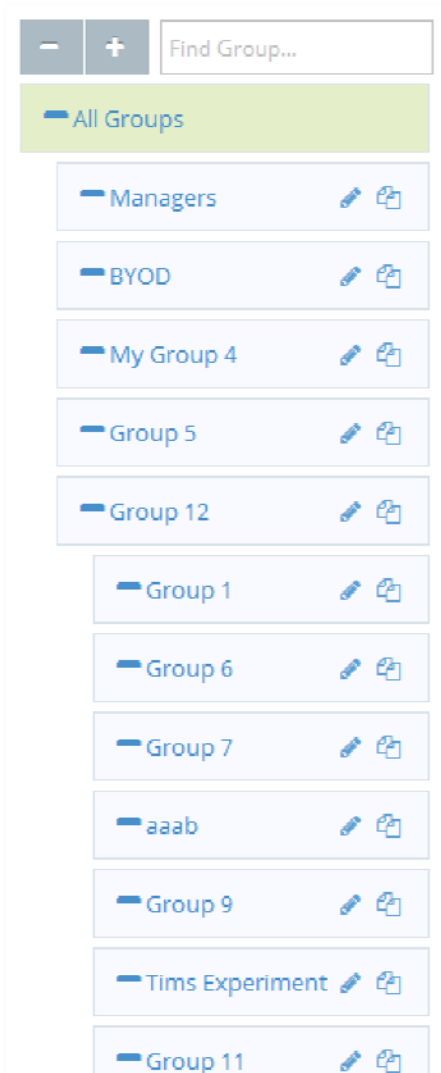 Find Group...
All Groups
Managers
BYOD
My Group 4
Group 5
Group 12
Group 1
Group 6
Group 7
aaab
Group 9
Tims Experiment
Group 11